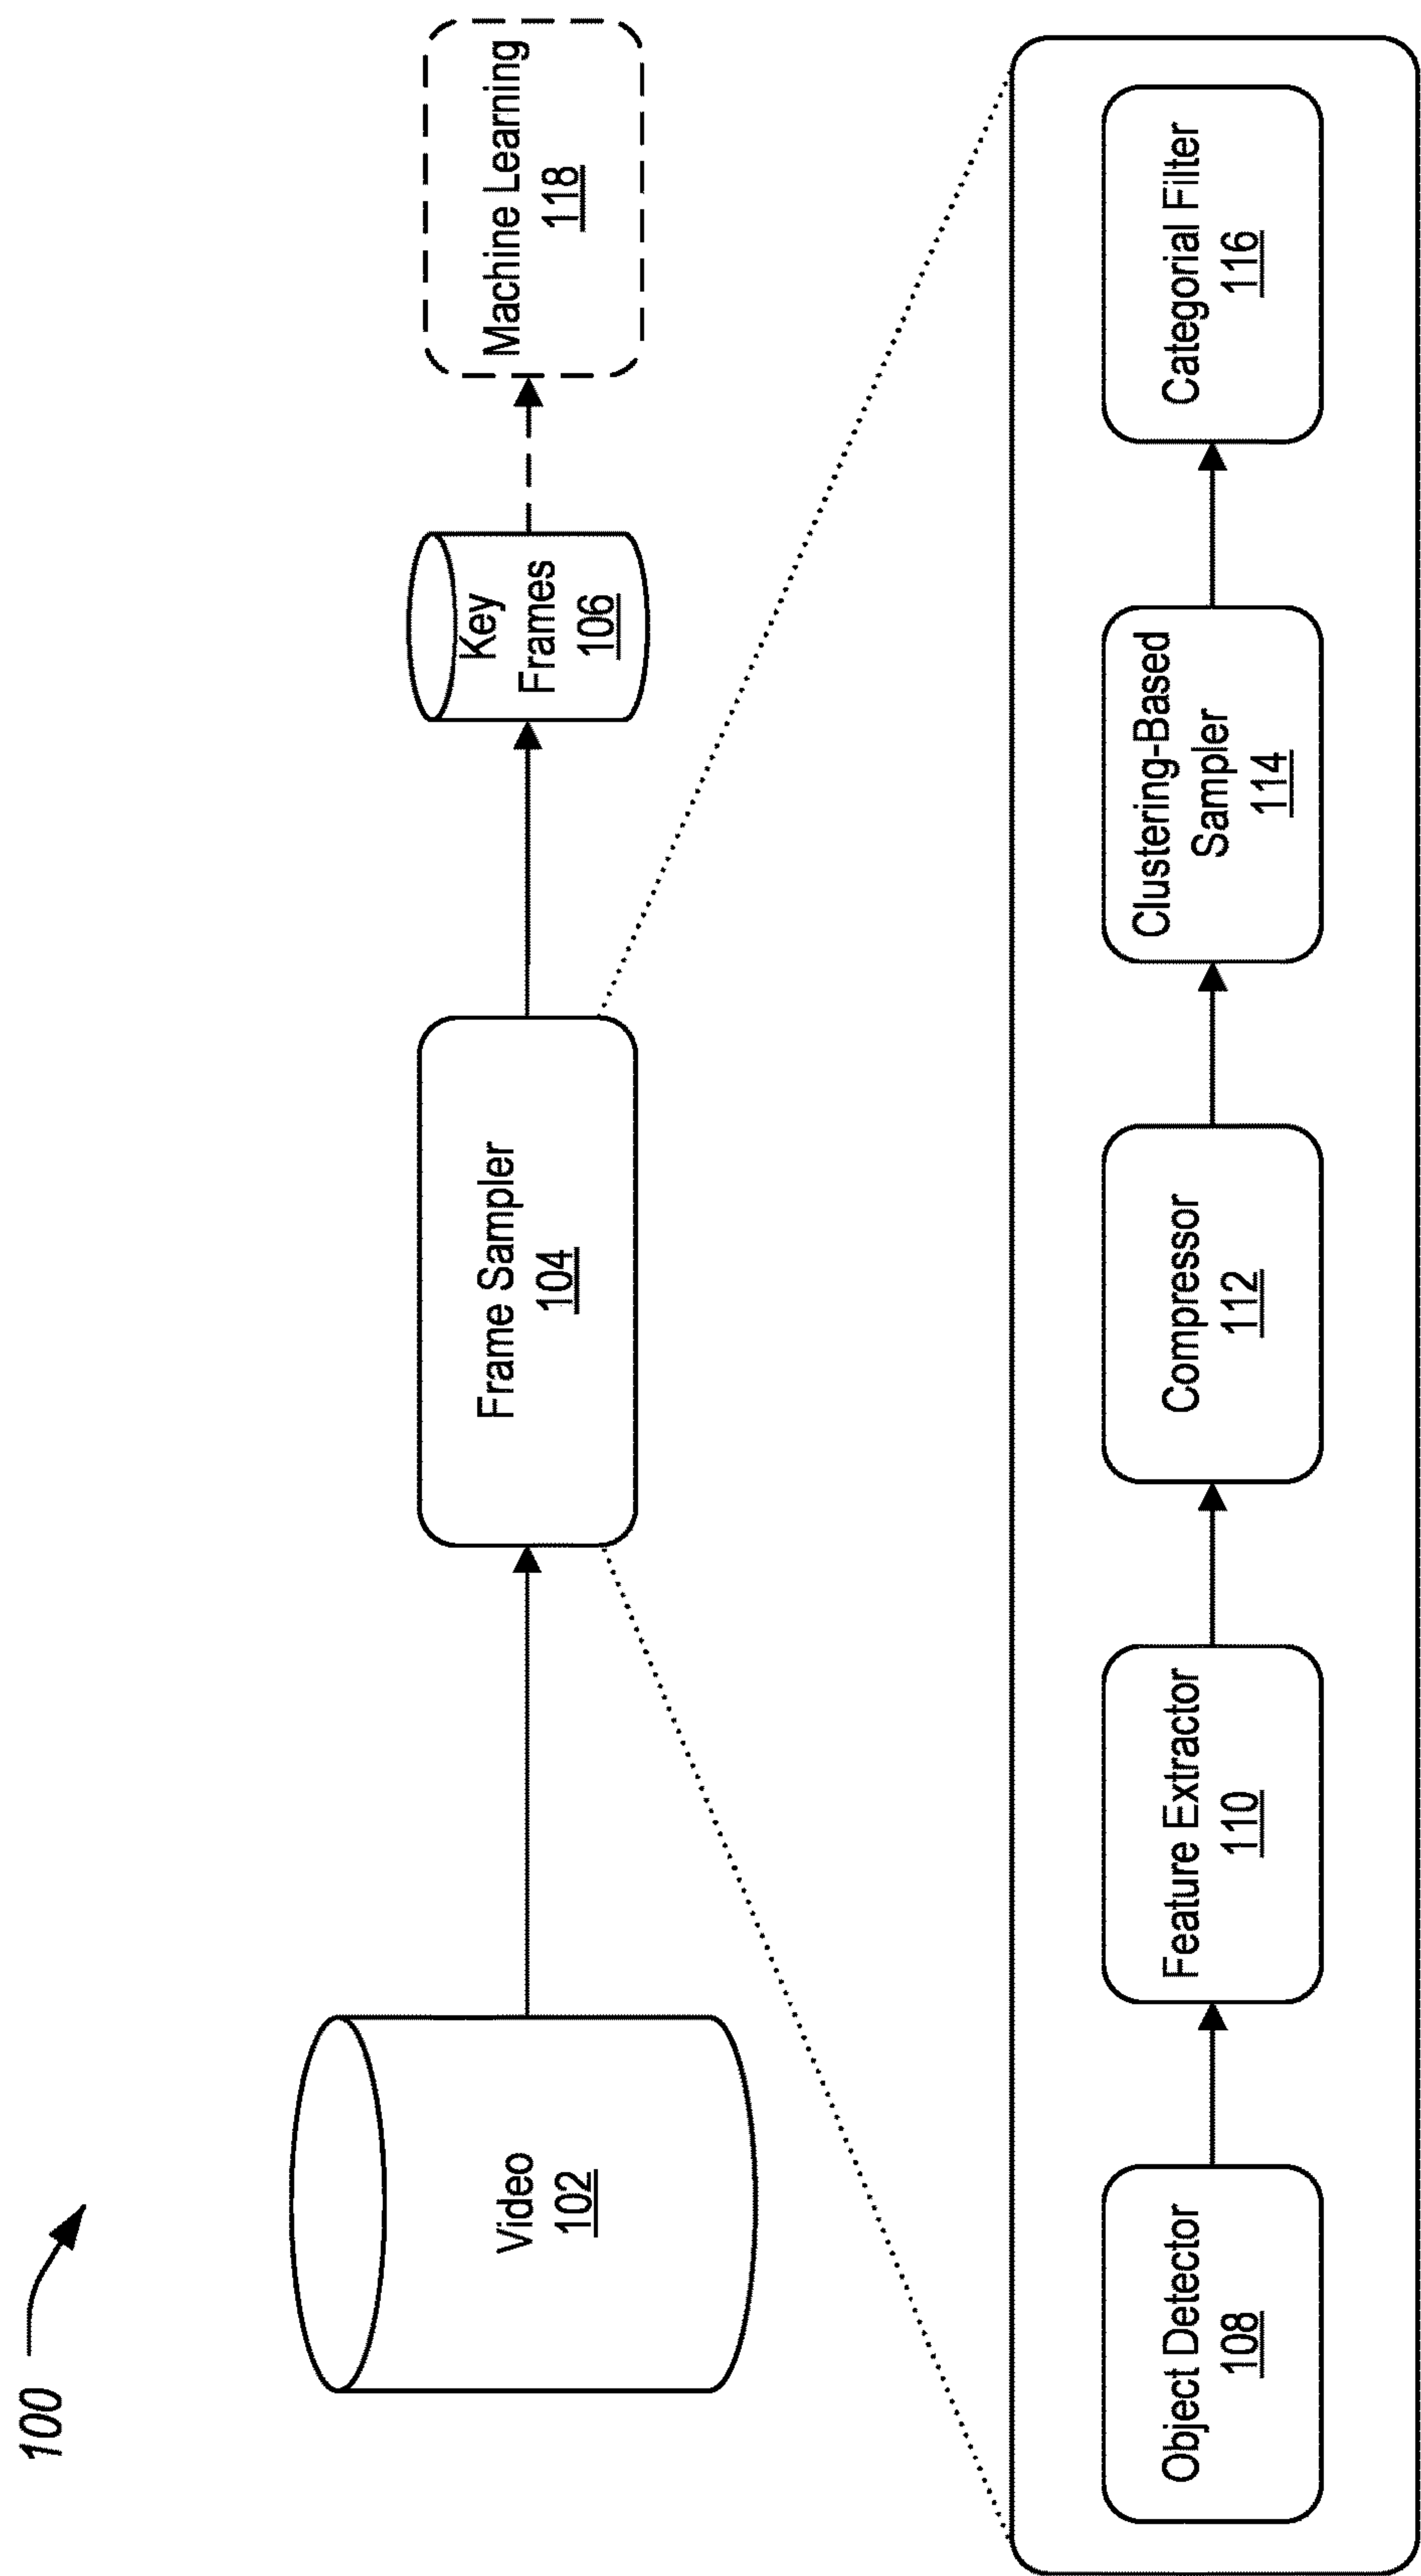 100
Video
102
Frame Sampler
104
Key
Frames
106
Machine Learning
118
Object Detector
108
Feature Extractor
110
Compressor
112
Clustering-Based
Sampler
114
Categorial Filter
116